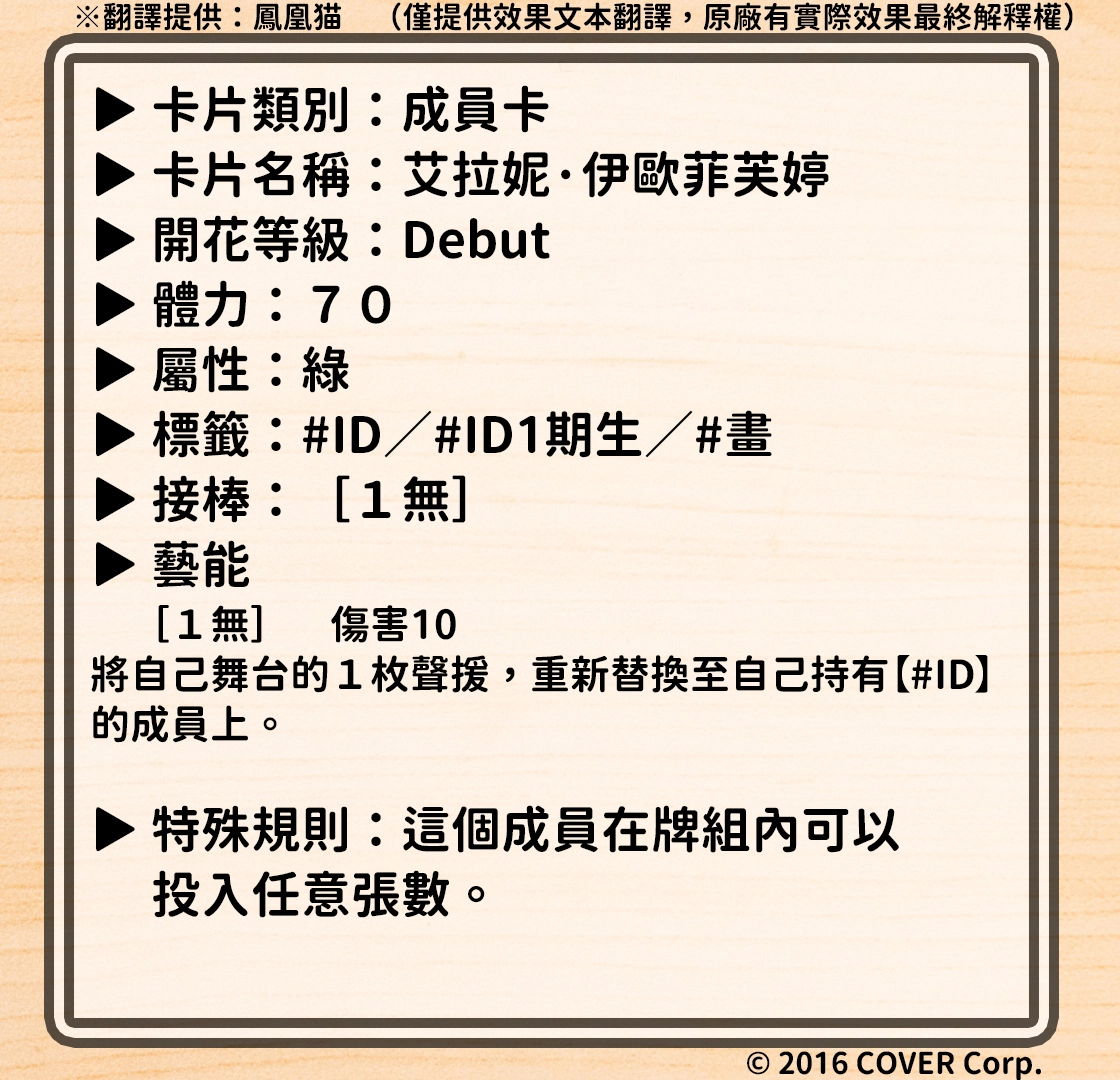 ※翻譯提供：鳳凰猫　（僅提供效果文本翻譯，原廠有實際效果最終解釋權）
▶ 卡片類別：成員卡
▶ 卡片名稱：艾拉妮·伊歐菲芙婷
▶ 開花等級：Debut
▶ 體力：７０
▶ 屬性：綠
▶ 標籤：#ID／#ID1期生／#畫
▶ 接棒：［１無］
▶ 藝能
［１無］　傷害10
將自己舞台的１枚聲援，重新替換至自己持有【#ID】
的成員上。
▶ 特殊規則：這個成員在牌組內可以
投入任意張數。
© 2016 COVER Corp.